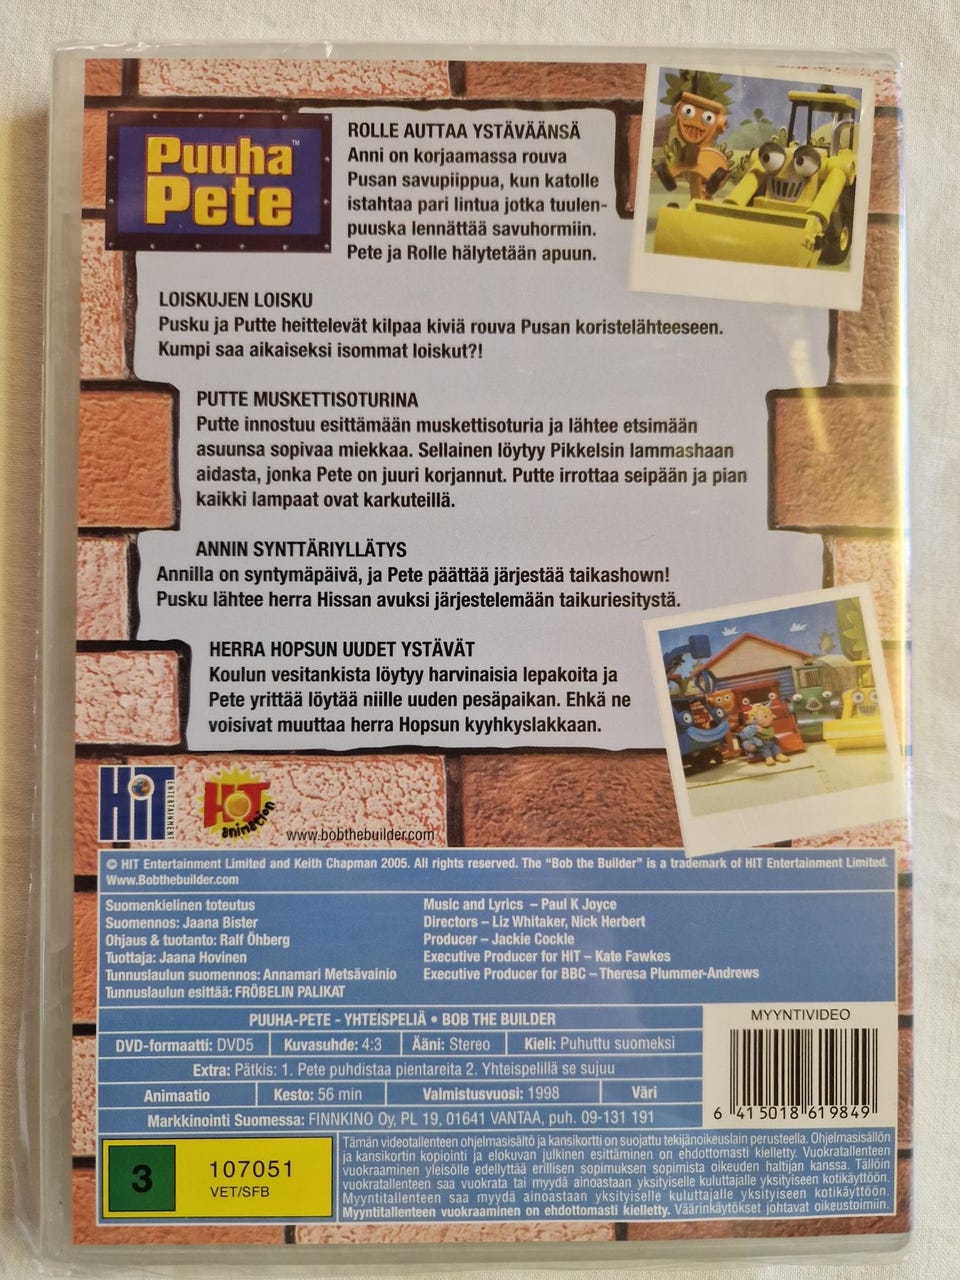 Puuha™
Pete
ROLLE AUTTAA YSTÄVÄÄNSÄ
Anni on korjaamassa rouva
Pusan savupiippua, kun katolle
istahtaa pari lintua jotka tuulen-
puuska lennättää savuhormiin.
Pete ja Rolle hälytetään apuun.
LOISKUJEN LOISKU
Pusku ja Putte heittelevät kilpaa kiviä rouva Pusan koristelähteeseen.
Kumpi saa aikaiseksi isommat loiskut?!
PUTTE MUSKETTISOTURINA
Putte innostuu esittämään muskettisoturia ja lähtee etsimään
asuunsa sopivaa miekkaa. Sellainen löytyy Pikkelsin lammashaan
aidasta, jonka Pete on juuri korjannut. Putte irrottaa seipään ja pian
kaikki lampaat ovat karkuteillä.
ANNIN SYNTTÄRIYLLÄTYS
Annilla on syntymäpäivä, ja Pete päättää järjestää taikashown!
Pusku lähtee herra Hissan avuksi järjestelemään taikuriesitystä.
HERRA HOPSUN UUDET YSTÄVÄT
Koulun vesitankista löytyy harvinaisia lepakoita ja
Pete yrittää löytää niille uuden pesäpaikan. Ehkä ne
voisivat muuttaa herra Hopsun kyyhkyslakkaan.
HiT ENTERTAINMENT
HOT animation
www.bobthebuilder.com
© HIT Entertainment Limited and Keith Chapman 2005. All rights reserved. The “Bob the Builder” is a trademark of HIT Entertainment Limited.
Www.Bobthebuilder.com
Suomenkielinen toteutus
Suomennos: Jaana Bister
Ohjaus & tuotanto: Ralf Öhberg
Tuottaja: Jaana Hovinen
Tunnuslaulun suomennos: Annamari Metsävainio
Tunnuslaulun esittää: FRÖBELIN PALIKAT
Music and Lyrics – Paul K Joyce
Directors – Liz Whitaker, Nick Herbert
Producer – Jackie Cockle
Executive Producer for HIT – Kate Fawkes
Executive Producer for BBC – Theresa Plummer-Andrews
PUUHA-PETE - YHTEISPELIÄ • BOB THE BUILDER
DVD-formaatti: DVD5 Kuvasuhde: 4:3 Ääni: Stereo Kieli: Puhuttu suomeksi
Extra: Pätkis: 1. Pete puhdistaa pientareita 2. Yhteispelillä se sujuu
Animaatio Kesto: 56 min Valmistusvuosi: 1998 Väri
Markkinointi Suomessa: FINNKINO Oy, PL 19, 01641 VANTAA, puh. 09-131 191
MYYNTIVIDEO
6 415018 619849
3
107051
VET/SFB
Tämän videotallenteen ohjelmasisältö ja kansikortti on suojattu tekijänoikeuslain perusteella. Ohjelmasisällön
ja kansikortin kopiointi ja elokuvan julkinen esittäminen on ehdottomasti kielletty. Vuokratallenteen
vuokraaminen yleisölle edellyttää erillisen sopimuksen sopimista oikeuden haltijan kanssa. Tällöin
vuokratallenteen saa vuokrata tai myydä ainoastaan yksityiselle kuluttajalle yksityiseen kotikäyttöön.
Myyntitallenteen saa myydä ainoastaan yksityiselle kuluttajalle yksityiseen kotikäyttöön.
Myyntitallenteen vuokraaminen on ehdottomasti kielletty. Väärinkäytökset johtavat oikeustoimiin.